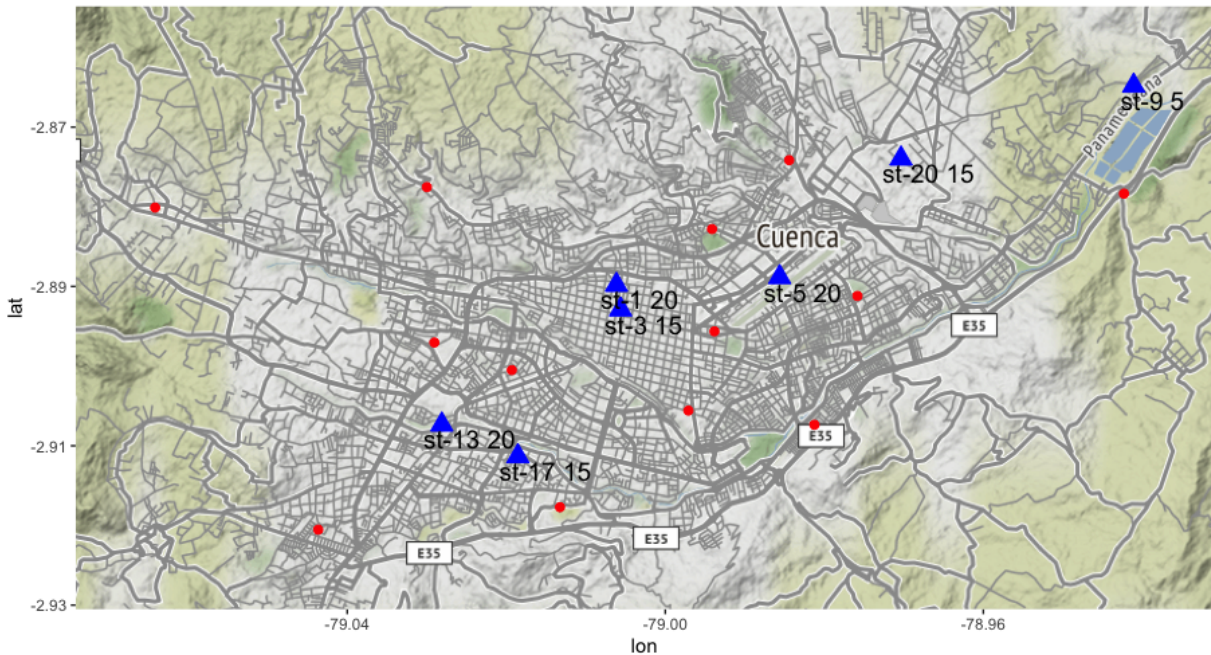 -2.87
-2.89
-2.91
-2.93
lat
Panamericana
st-9 5
st-20 15
Cuenca
st-1 20
st-5 20
st-3 15
E35
E35
st-13 20
st-17 15
E35
E35
-79.04
-79.00
-78.96
lon